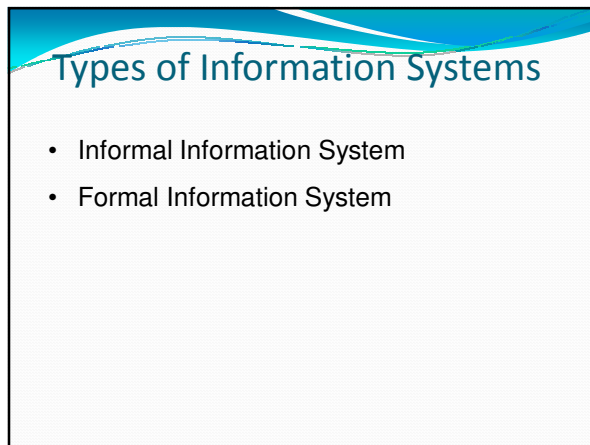 Types of Information Systems
• Informal Information System
• Formal Information System